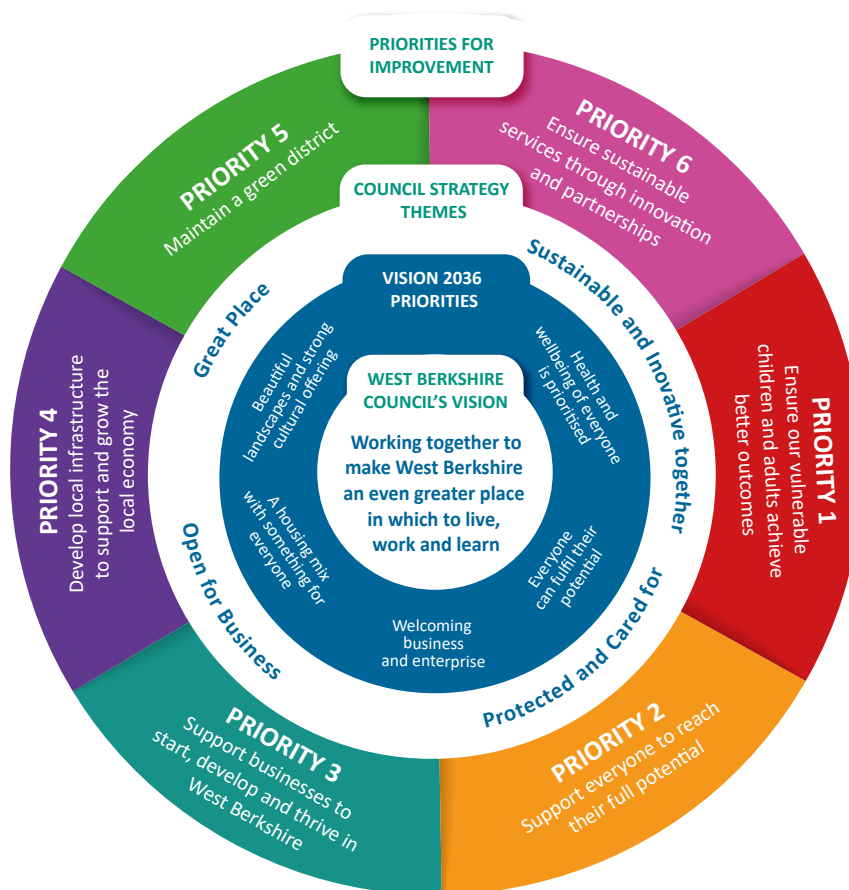 PRIORITIES FOR
IMPROVEMENT
PRIORITY 6
Ensure sustainable
services through innovation
and partnerships
PRIORITY 1
Ensure our vulnerable
children and adults achieve
better outcomes
PRIORITY 2
Support everyone to reach
their full potential
PRIORITY 3
Support businesses to
start, develop and thrive in
West Berkshire
PRIORITY 4
Develop local infrastructure
to support and grow the
local economy
PRIORITY 5
Maintain a green district
COUNCIL STRATEGY
THEMES
Sustainable and Inovative together
Protected and Cared for
Open for Business
Great Place
VISION 2036
PRIORITIES
Health and
wellbeing of everyone
is prioritised
Everyone
can fulfil their
potential
Welcoming
business
and enterprise
A housing mix
with something for
everyone
Beautiful
landscapes and strong
cultural offering
WEST BERKSHIRE
COUNCIL'S VISION
Working together to
make West Berkshire
an even greater place
in which to live,
work and learn